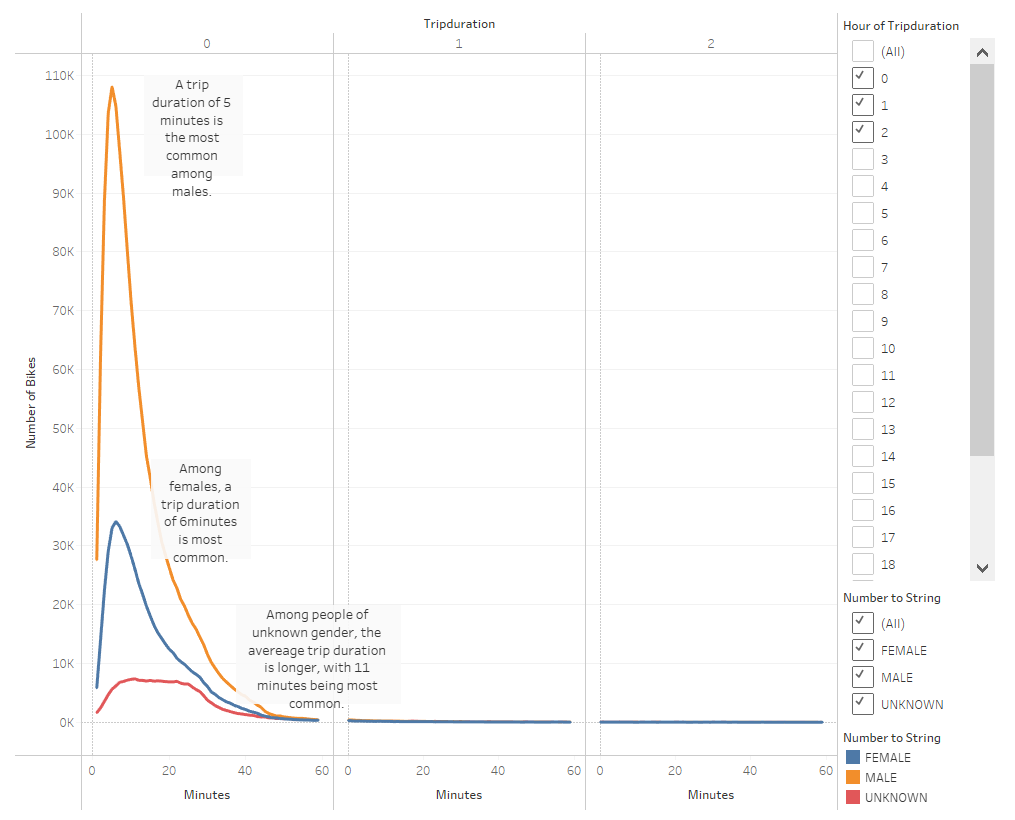 Tripduration
0
1
2
110K
100K
90K
80K
70K
60K
50K
40K
30K
20K
10K
0K
Number of Bikes
A trip
duration of 5
minutes is
the most
common
among
males.
Among
females, a
trip duration
of 6minutes
is most
common.
Among people of
unknown gender, the
avereage trip duration
is longer, with 11
minutes being most
common.
0 20 40 60
0 20 40 60
0 20 40 60
Minutes
Minutes
Minutes
Hour of Tripduration
(All)
0
1
2
3
4
5
6
7
8
9
10
11
12
13
14
15
16
17
18
Number to String
(All)
FEMALE
MALE
UNKNOWN
Number to String
FEMALE
MALE
UNKNOWN